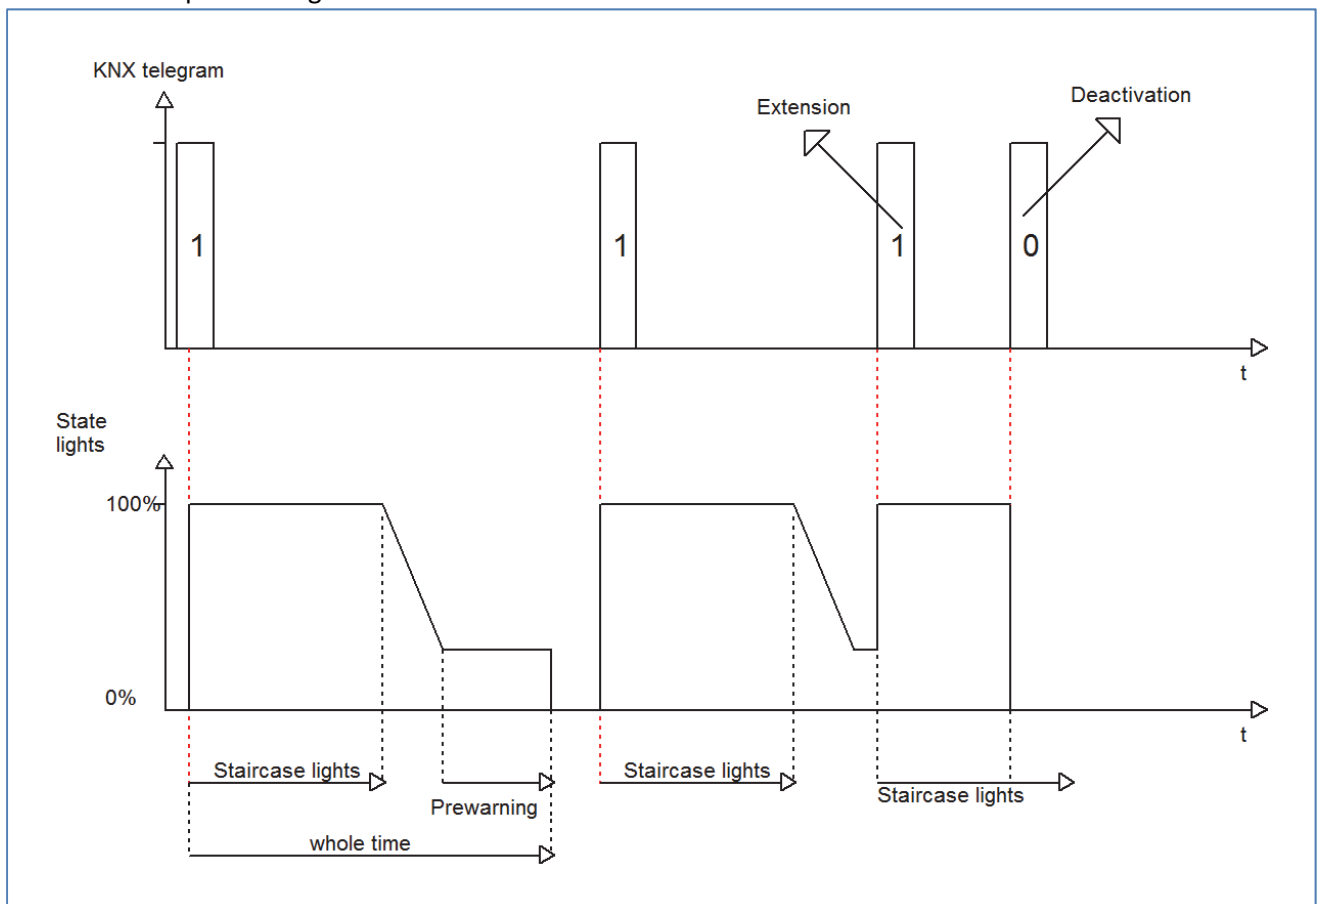 KNX telegram
Extension
Deactivation
1
1
1
0
t
State
lights
100%
0%
t
Staircase lights
Staircase lights
Staircase lights
Prewarning
whole time